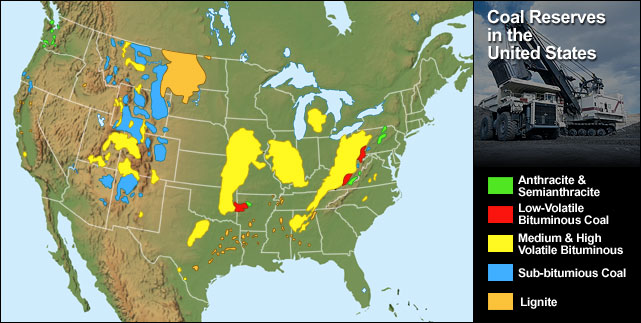 Coal Reserves
in the
United States
Anthracite &
Semianthracite
Low-Volatile
Bituminous Coal
Medium & High
Volatile Bituminous
Sub-bitumious Coal
Lignite